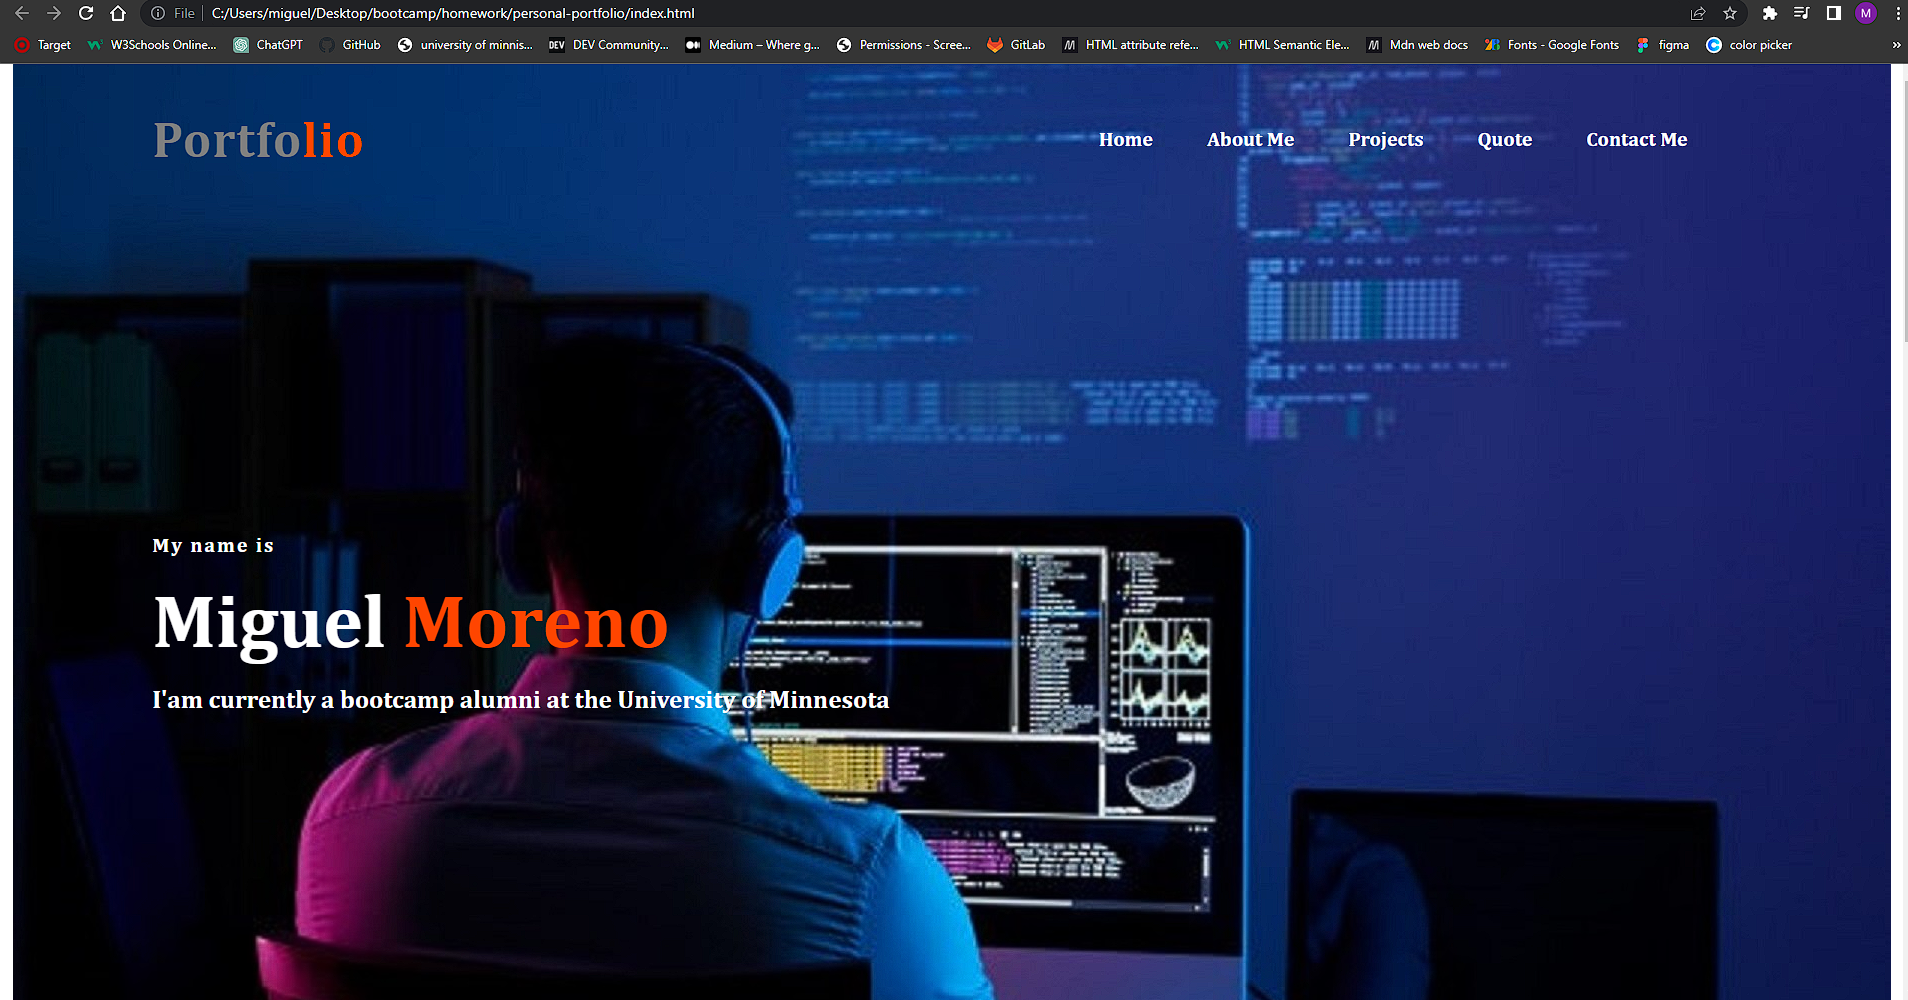 File C:/Users/miguel/Desktop/bootcamp/homework/personal-portfolio/index.html M
Target W3Schools Online... ChatGPT GitHub university of minnis... DEV DEV Community... Medium – Where g... Permissions - Scree... GitLab HTML attribute refe... HTML Semantic Ele... Mdn web docs Fonts - Google Fonts figma color picker »
Portfolio Home About Me Projects Quote Contact Me
My name is
Miguel Moreno
I'am currently a bootcamp alumni at the University of Minnesota